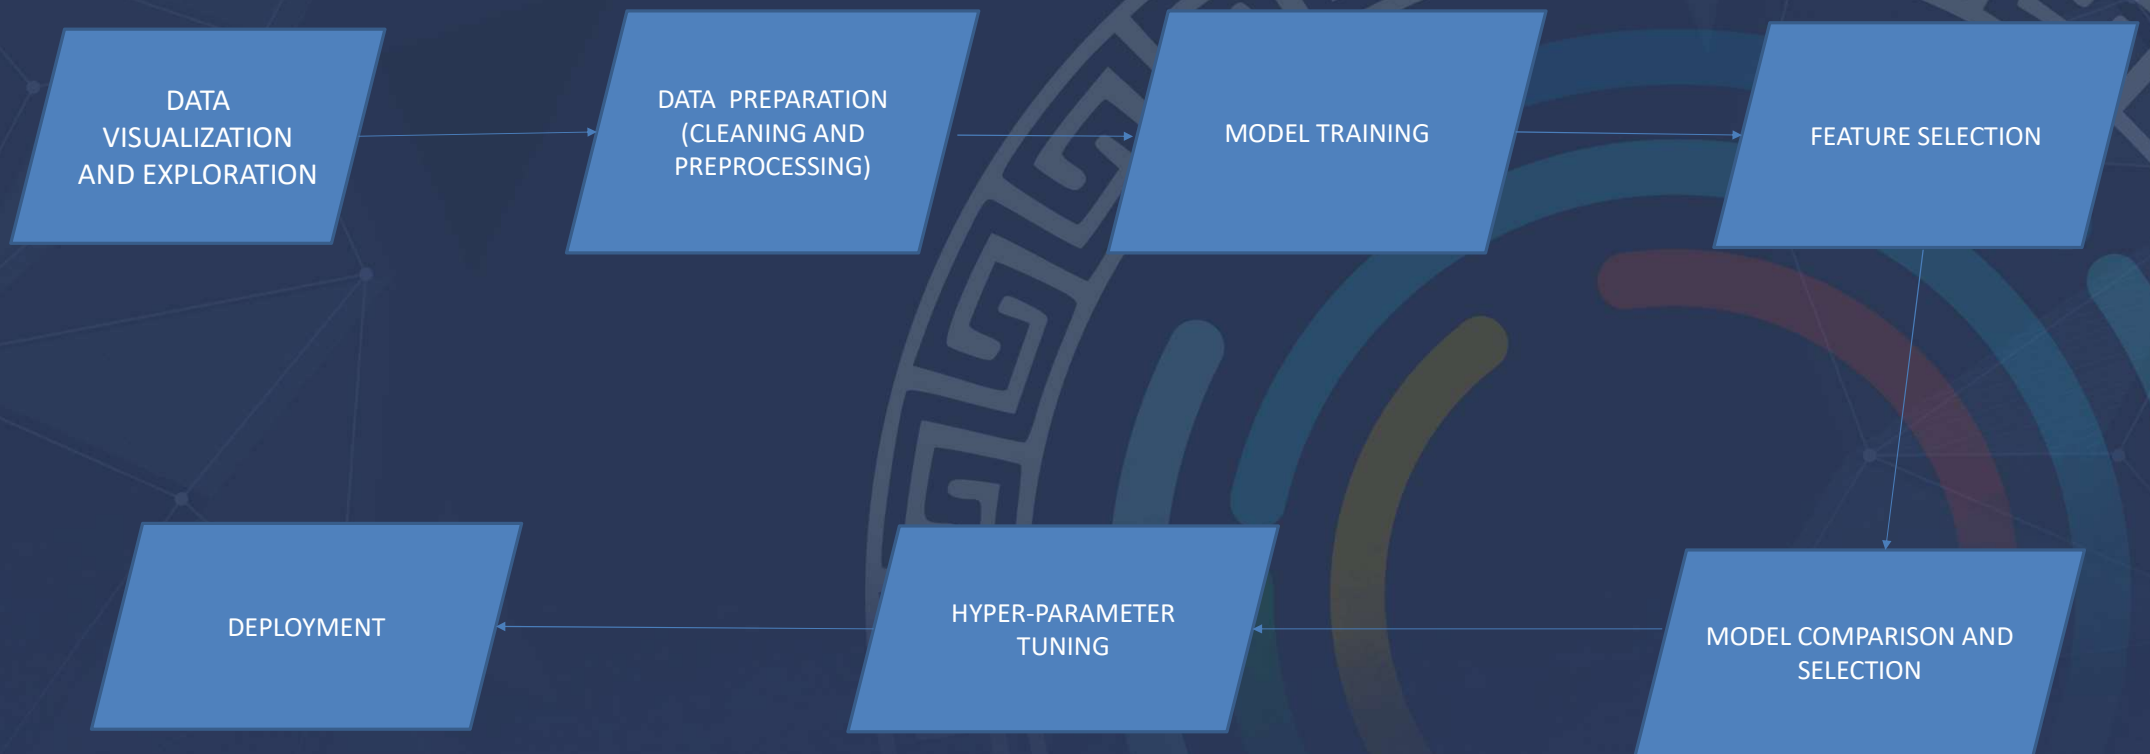 DATA
VISUALIZATION
AND EXPLORATION
DATA  PREPARATION
(CLEANING AND
PREPROCESSING)
MODEL TRAINING
FEATURE SELECTION
MODEL COMPARISON AND
SELECTION
HYPER-PARAMETER
TUNING
DEPLOYMENT